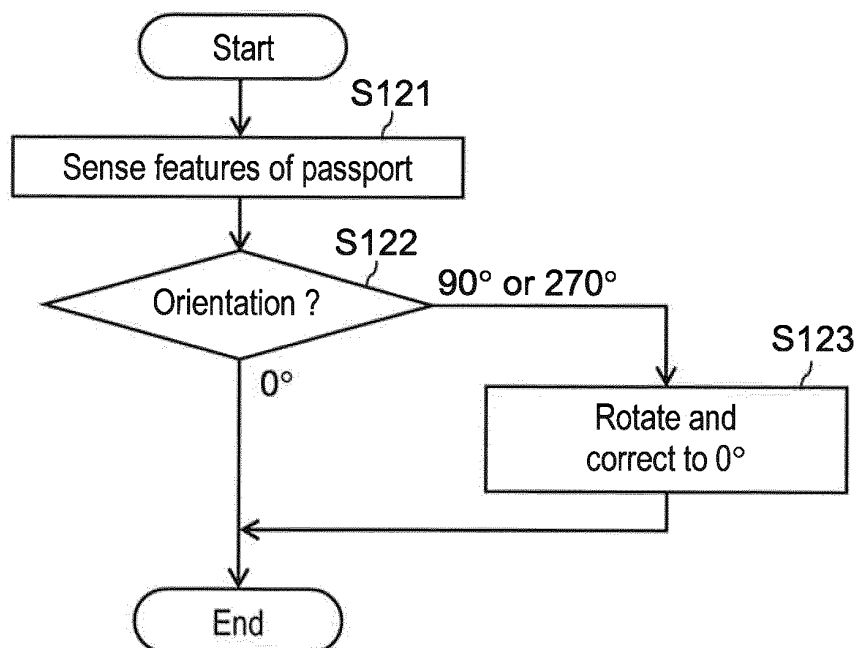 Start
S121
Sense features of passport
S122
Orientation ?
90° or 270°
0°
S123
Rotate and
correct to 0°
End